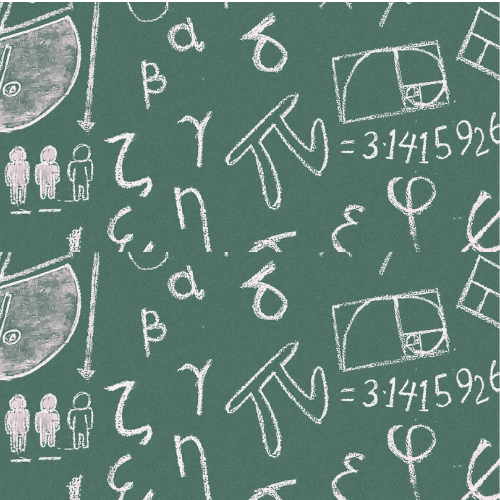 α δ
β
= 3·1415926
ζ γ π
ε η ξ φ
α δ
β
= 3·1415926
ζ γ π
η φ
ε ξ